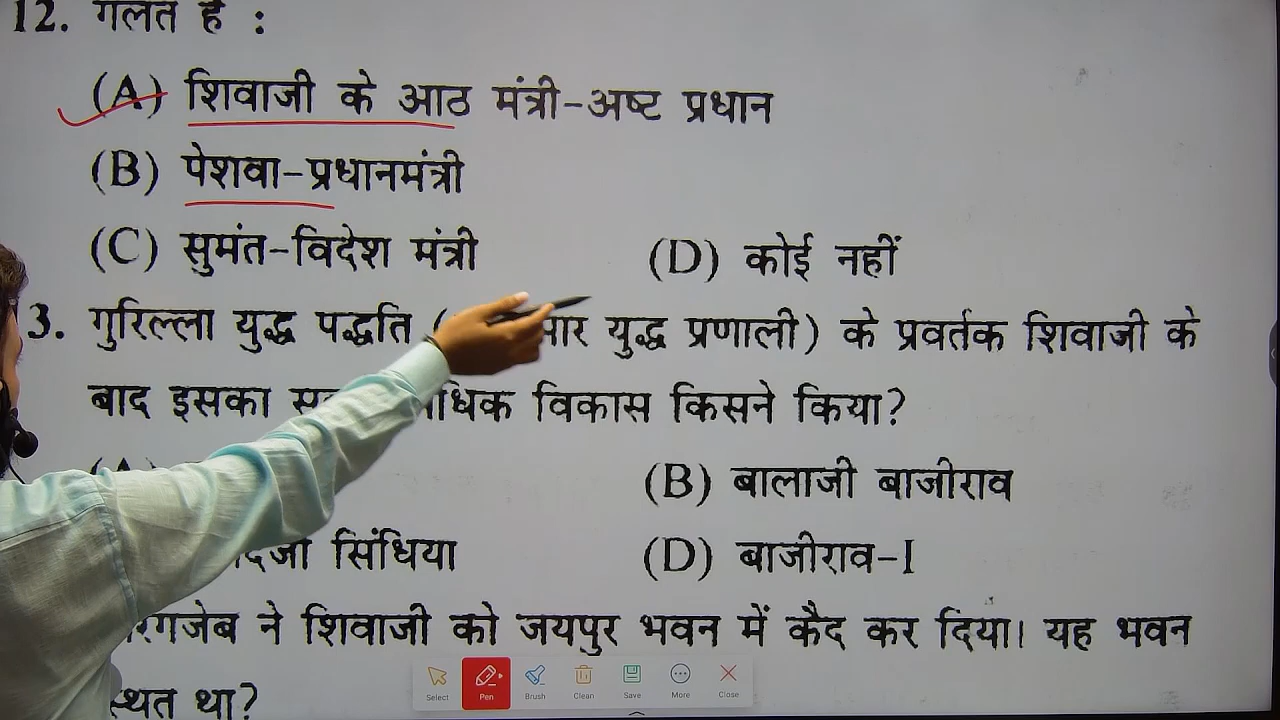 12. गलत है :
(A) शिवाजी के आठ मंत्री-अष्ट प्रधान
(B) पेशवा-प्रधानमंत्री
(C) सुमंत-विदेश मंत्री (D) कोई नहीं
3. गुरिल्ला युद्ध पद्धति ( युद्ध प्रणाली) के प्रवर्तक शिवाजी के
बाद इसका विकास किसने किया?
(B) बालाजी बाजीराव
सिंधिया (D) बाजीराव-I
ने शिवाजी को जयपुर भवन में कैद कर दिया। यह भवन
था?
Select Pen Brush Clean Save More Close